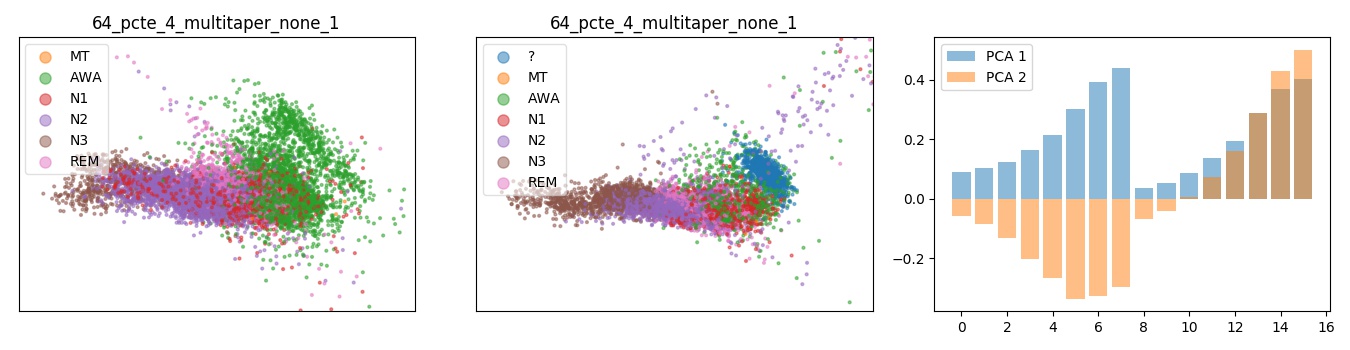 64_pcte_4_multitaper_none_1
MT
AWA
N1
N2
N3
REM
64_pcte_4_multitaper_none_1
?
MT
AWA
N1
N2
N3
REM
PCA 1
PCA 2
0.4
0.2
0.0
−0.2
0 2 4 6 8 10 12 14 16